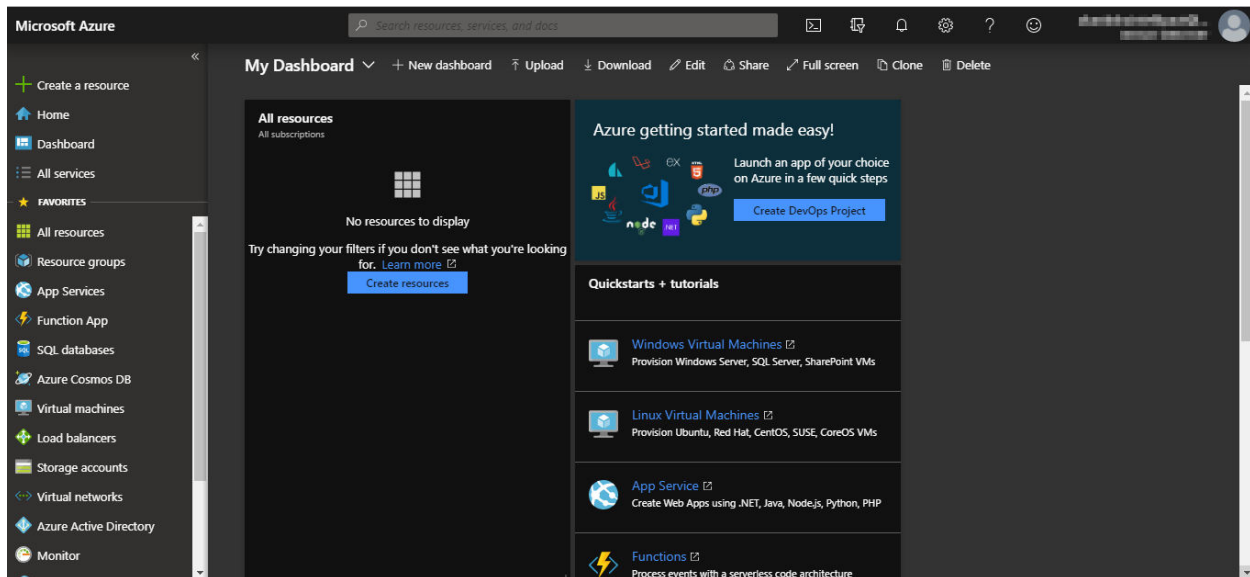 Microsoft Azure
Search resources, services, and docs
My Dashboard
New dashboard
Upload
Download
Edit
Share
Full screen
Clone
Delete
Create a resource
Home
Dashboard
All services
FAVORITES
All resources
Resource groups
App Services
Function App
SQL databases
Azure Cosmos DB
Virtual machines
Load balancers
Storage accounts
Virtual networks
Azure Active Directory
Monitor
All resources
All subscriptions
No resources to display
Try changing your filters if you don't see what you're looking
for. Learn more
Create resources
Azure getting started made easy!
Launch an app of your choice
on Azure in a few quick steps
Create DevOps Project
ex
HTML
5
JS
php
node
.NET
Quickstarts + tutorials
Windows Virtual Machines
Provision Windows Server, SQL Server, SharePoint VMs
Linux Virtual Machines
Provision Ubuntu, Red Hat, CentOS, SUSE, CoreOS VMs
App Service
Create Web Apps using .NET, Java, Node.js, Python, PHP
Functions
Process events with a serverless code architecture